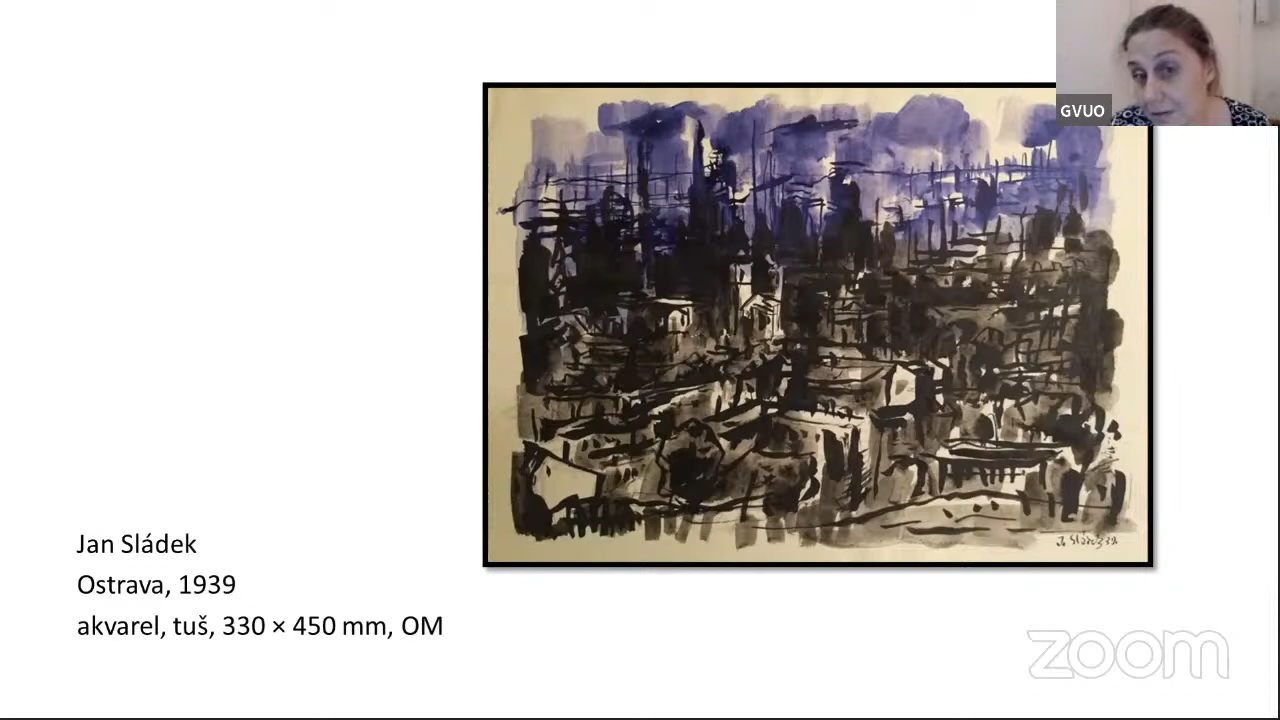 GVUO
Jan Sládek
Ostrava, 1939
akvarel, tuš, 330 × 450 mm, OM
zoom